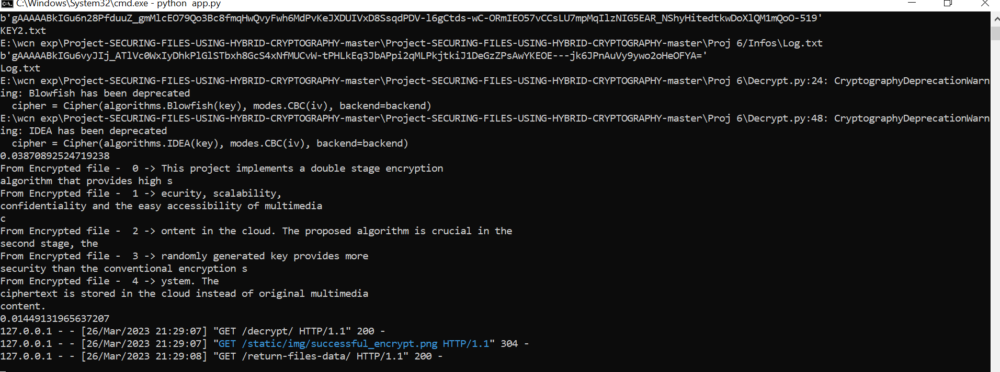 C:\Windows\System32\cmd.exe - python  app.py
b'gAAAAABkIGu6n28PfduuZ_gmMlcEO79Qo3Bc8fmqHwQvyFwh6MdPvKeJXDUIVxD8SsqdPDV-l6gCtds-wC-ORmIEO57vCCsLU7mpMqIlzNIG5EAR_NShyHitedtkwDoXlQM1mQoO-519'
KEY2.txt
E:\wcn exp\Project-SECURING-FILES-USING-HYBRID-CRYPTOGRAPHY-master\Project-SECURING-FILES-USING-HYBRID-CRYPTOGRAPHY-master\Proj 6/Infos\Log.txt
b'gAAAAABkIGu6vyJIj_ATlVc0WxIyDhkPlGlSTbxh8GcS4xNfMUCvW-tPHLkEq3JbAPpi2qMLPkjtkiJ1DeGzZPsAwYKEOE---jk6JPnAuVy9ywo2oHeOFYA='
Log.txt
E:\wcn exp\Project-SECURING-FILES-USING-HYBRID-CRYPTOGRAPHY-master\Project-SECURING-FILES-USING-HYBRID-CRYPTOGRAPHY-master\Proj 6\Decrypt.py:24: CryptographyDeprecationWarn
ing: Blowfish has been deprecated
  cipher = Cipher(algorithms.Blowfish(key), modes.CBC(iv), backend=backend)
E:\wcn exp\Project-SECURING-FILES-USING-HYBRID-CRYPTOGRAPHY-master\Project-SECURING-FILES-USING-HYBRID-CRYPTOGRAPHY-master\Proj 6\Decrypt.py:48: CryptographyDeprecationWarn
ing: IDEA has been deprecated
  cipher = Cipher(algorithms.IDEA(key), modes.CBC(iv), backend=backend)
0.03870892524719238
From Encrypted file -  0 -> This project implements a double stage encryption
algorithm that provides high s
From Encrypted file -  1 -> ecurity, scalability,
confidentiality and the easy accessibility of multimedia
c
From Encrypted file -  2 -> ontent in the cloud. The proposed algorithm is crucial in the
second stage, the
From Encrypted file -  3 -> randomly generated key provides more
security than the conventional encryption s
From Encrypted file -  4 -> ystem. The
ciphertext is stored in the cloud instead of original multimedia
content.
0.01449131965637207
127.0.0.1 - - [26/Mar/2023 21:29:07] "GET /decrypt/ HTTP/1.1" 200 -
127.0.0.1 - - [26/Mar/2023 21:29:07] "GET /static/img/successful_encrypt.png HTTP/1.1" 304 -
127.0.0.1 - - [26/Mar/2023 21:29:08] "GET /return-files-data/ HTTP/1.1" 200 -